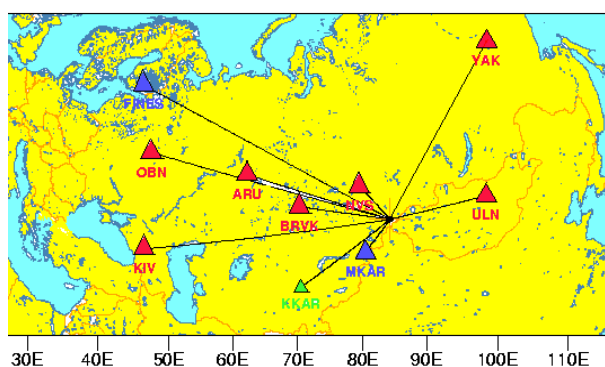 YAK
FINES
OBN
ARU
NVS
BRVK
ULN
KIV
MKAR
KKAR
30E 40E 50E 60E 70E 80E 90E 100E 110E